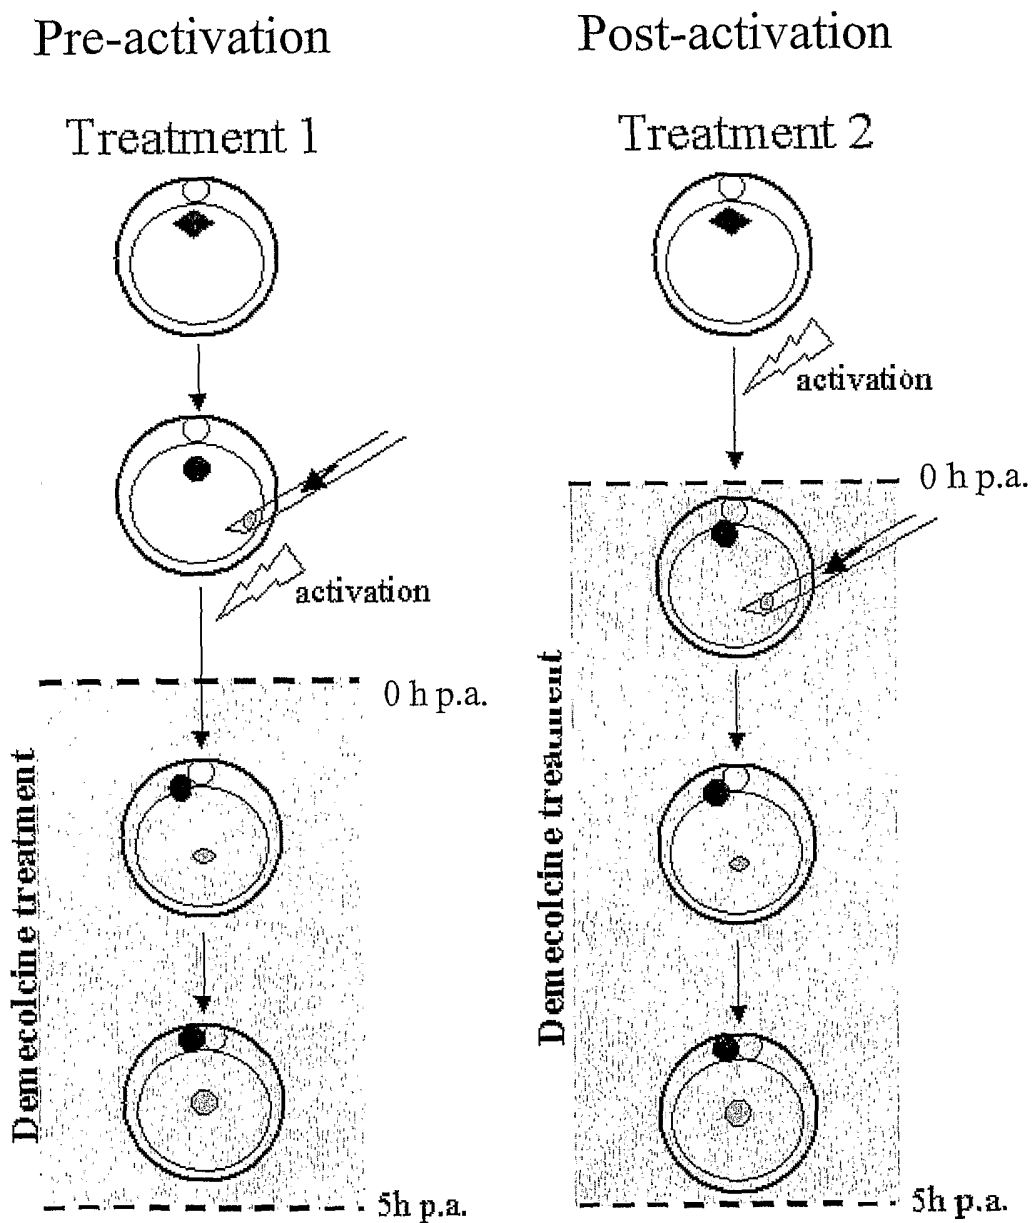 Pre-activation
Treatment 1
activation
0 h p.a.
Demecolcine treatment
5h p.a.
Post-activation
Treatment 2
activation
0 h p.a.
Demecolcine treatment
5h p.a.